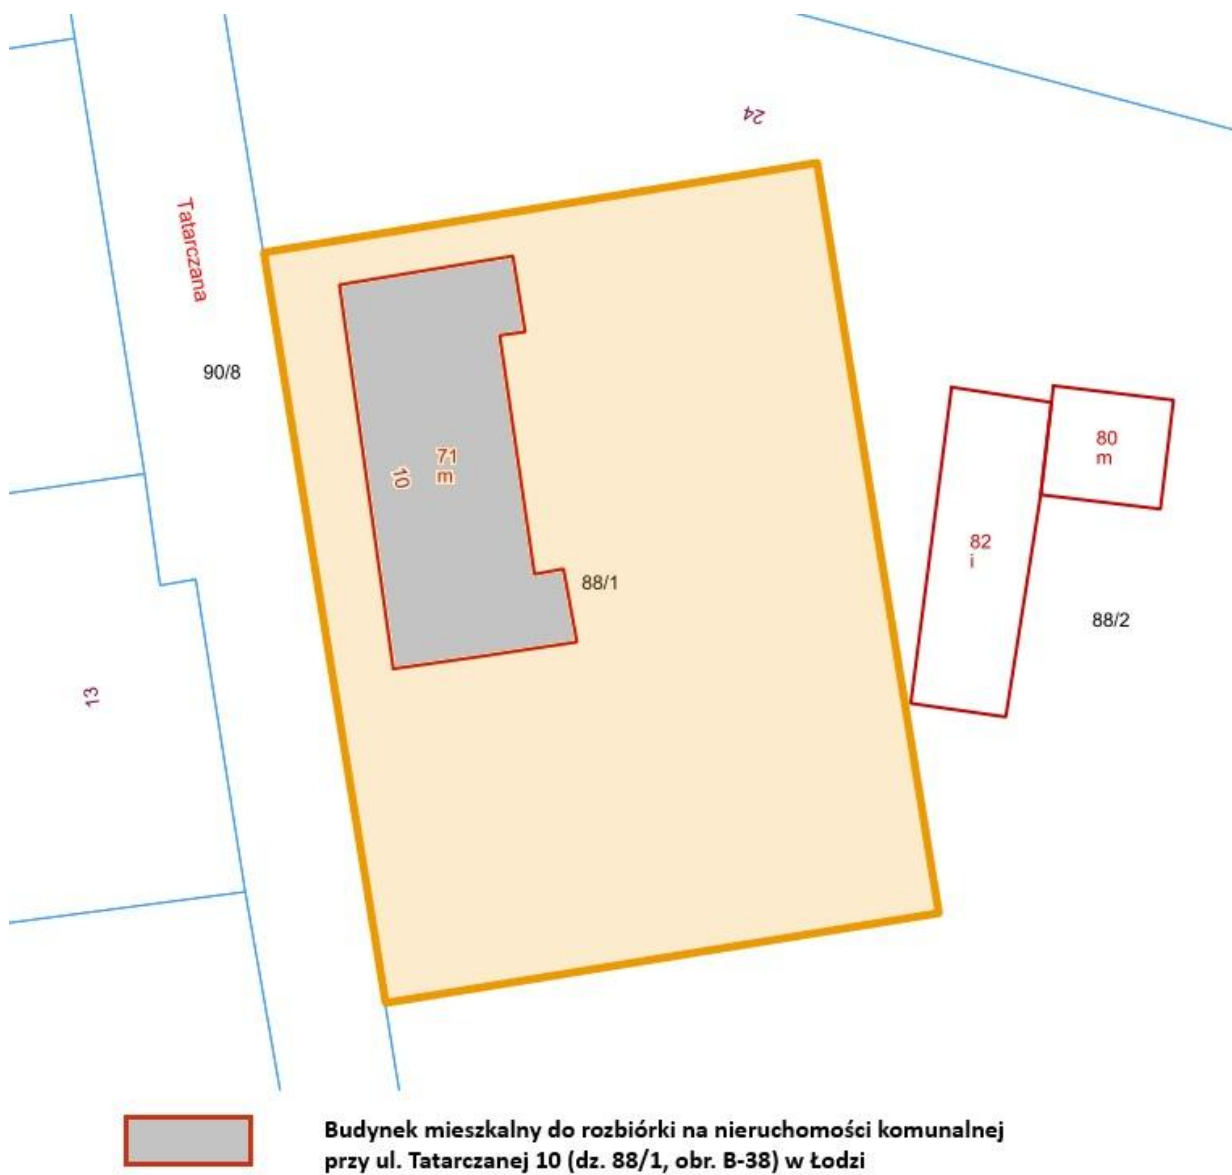 24
Tatarczana
90/8
71
m
10
80
m
82
i
88/1
88/2
13
Budynek mieszkalny do rozbiórki na nieruchomości komunalnej
przy ul. Tatarczanej 10 (dz. 88/1, obr. B-38) w Łodzi